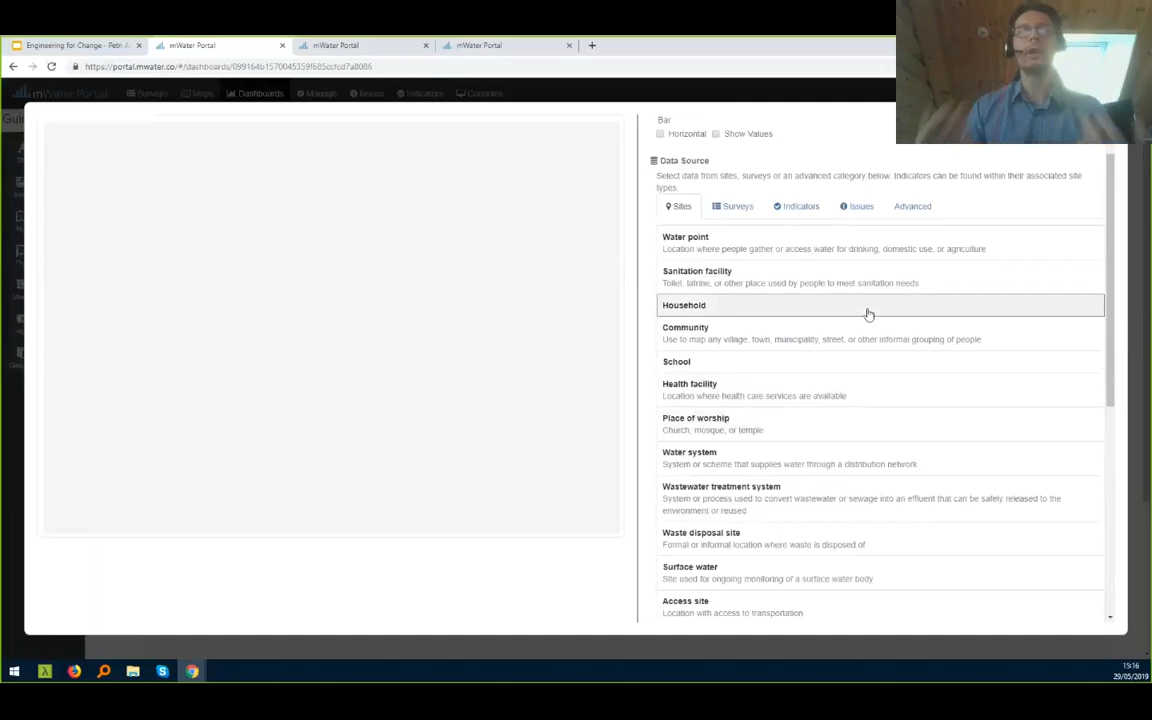 Engineering for Change - Petri A
mWater Portal
mWater Portal
mWater Portal
https://portal.mwater.co/#/dashboards/099164b1570045359f685ccfcd7a8086
mWater Portal
Surveys
Maps
Dashboards
Manage
Issues
Indicators
Consoles
Bar
Horizontal
Show Values
Data Source
Select data from sites, surveys or an advanced category below. Indicators can be found within their associated site
types.
Sites
Surveys
Indicators
Issues
Advanced
Water point
Location where people gather or access water for drinking, domestic use, or agriculture
Sanitation facility
Toilet, latrine, or other place used by people to meet sanitation needs
Household
Community
Use to map any village, town, municipality, street, or other informal grouping of people
School
Health facility
Location where health care services are available
Place of worship
Church, mosque, or temple
Water system
System or scheme that supplies water through a distribution network
Wastewater treatment system
System or process used to convert wastewater or sewage into an effluent that can be safely released to the
environment or reused
Waste disposal site
Formal or informal location where waste is disposed of
Surface water
Site used for ongoing monitoring of a surface water body
Access site
Location with access to transportation
15:16
29/05/2019